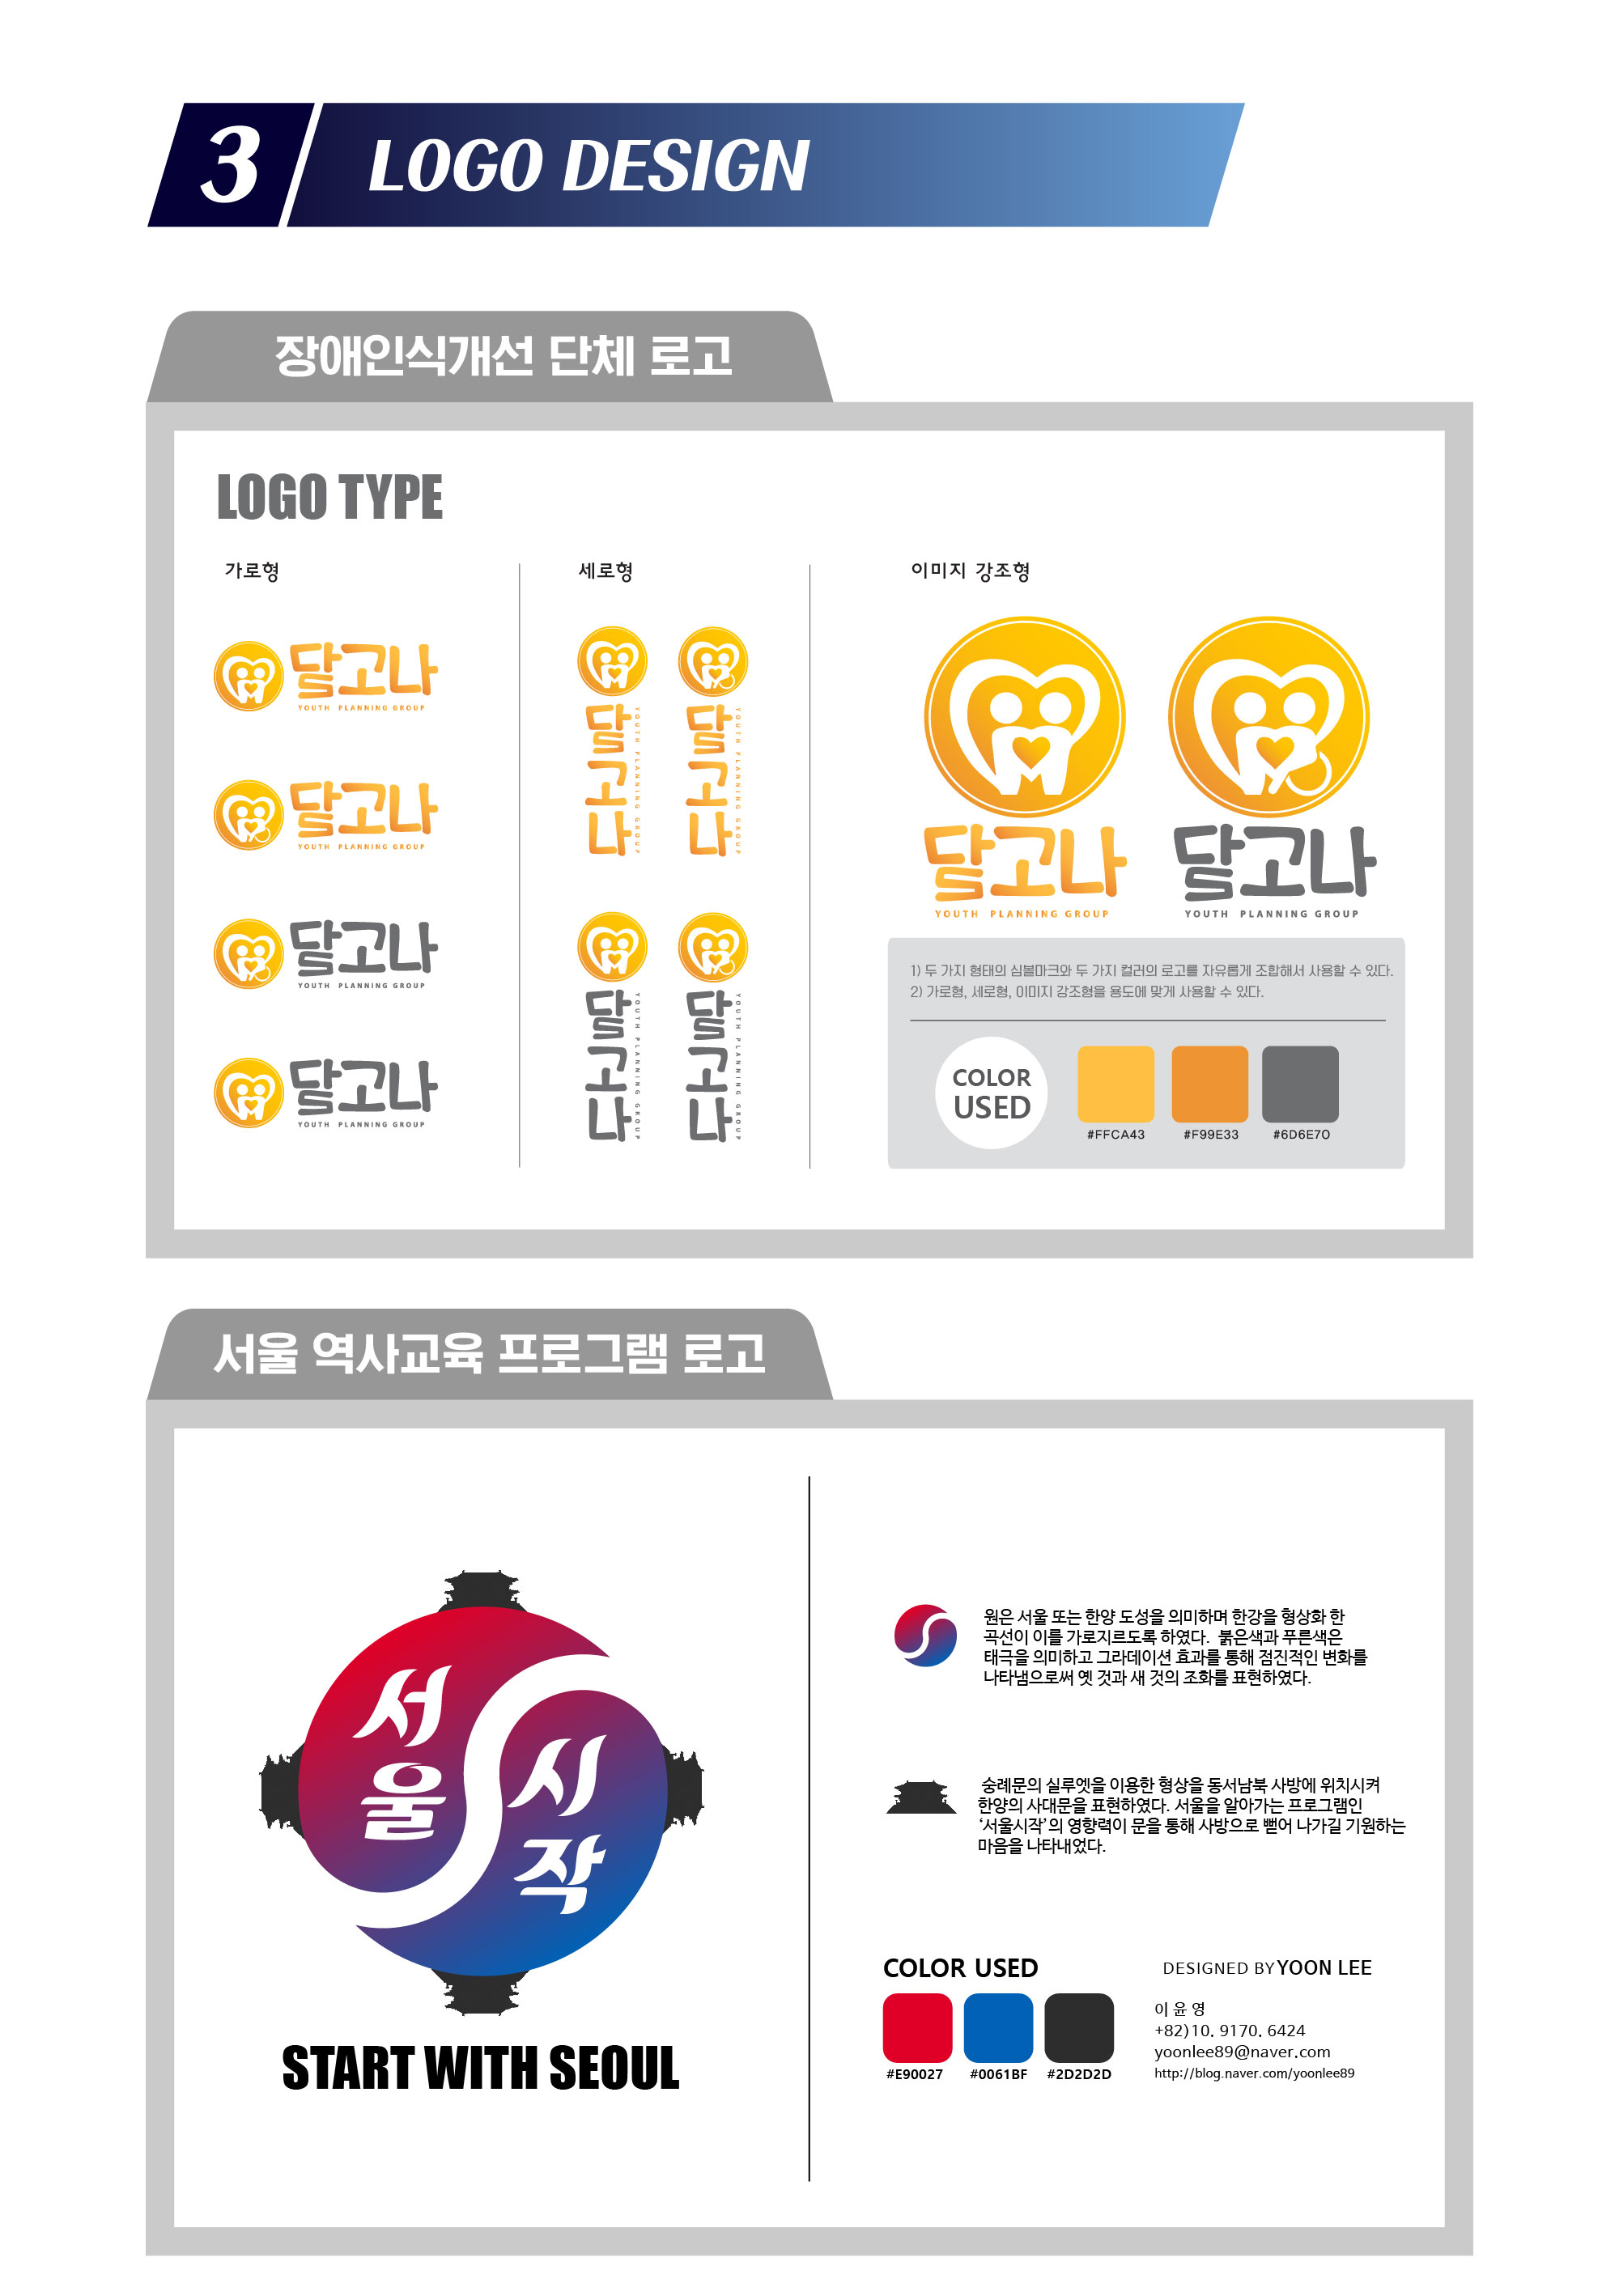 3 LOGO DESIGN
장애인식개선 단체 로고
LOGO TYPE
가로형
달고나
YOUTH PLANNING GROUP
달고나
YOUTH PLANNING GROUP
달고나
YOUTH PLANNING GROUP
달고나
YOUTH PLANNING GROUP
세로형
달고나
YOUTH PLANNING GROUP
달고나
YOUTH PLANNING GROUP
달고나
YOUTH PLANNING GROUP
달고나
YOUTH PLANNING GROUP
이미지 강조형
달고나
YOUTH PLANNING GROUP
달고나
YOUTH PLANNING GROUP
1) 두 가지 형태의 심볼마크와 두 가지 컬러의 로고를 자유롭게 조합해서 사용할 수 있다.
2) 가로형, 세로형, 이미지 강조형을 용도에 맞게 사용할 수 있다.
COLOR
USED
#FFCA43 #F99E33 #6D6E70
서울 역사교육 프로그램 로고
서울
시작
START WITH SEOUL
원은 서울 또는 한양 도성을 의미하며 한강을 형상화 한
곡선이 이를 가로지르도록 하였다. 붉은색과 푸른색은
태극을 의미하고 그라데이션 효과를 통해 점진적인 변화를
나타냄으로써 옛 것과 새 것의 조화를 표현하였다.
숭례문의 실루엣을 이용한 형상을 동서남북 사방에 위치시켜
한양의 사대문을 표현하였다. 서울을 알아가는 프로그램인
‘서울시작’의 영향력이 문을 통해 사방으로 뻗어 나가길 기원하는
마음을 나타내었다.
COLOR USED
#E90027 #0061BF #2D2D2D
DESIGNED BY YOON LEE
이 윤 영
+82)10. 9170. 6424
yoonlee89@naver.com
http://blog.naver.com/yoonlee89